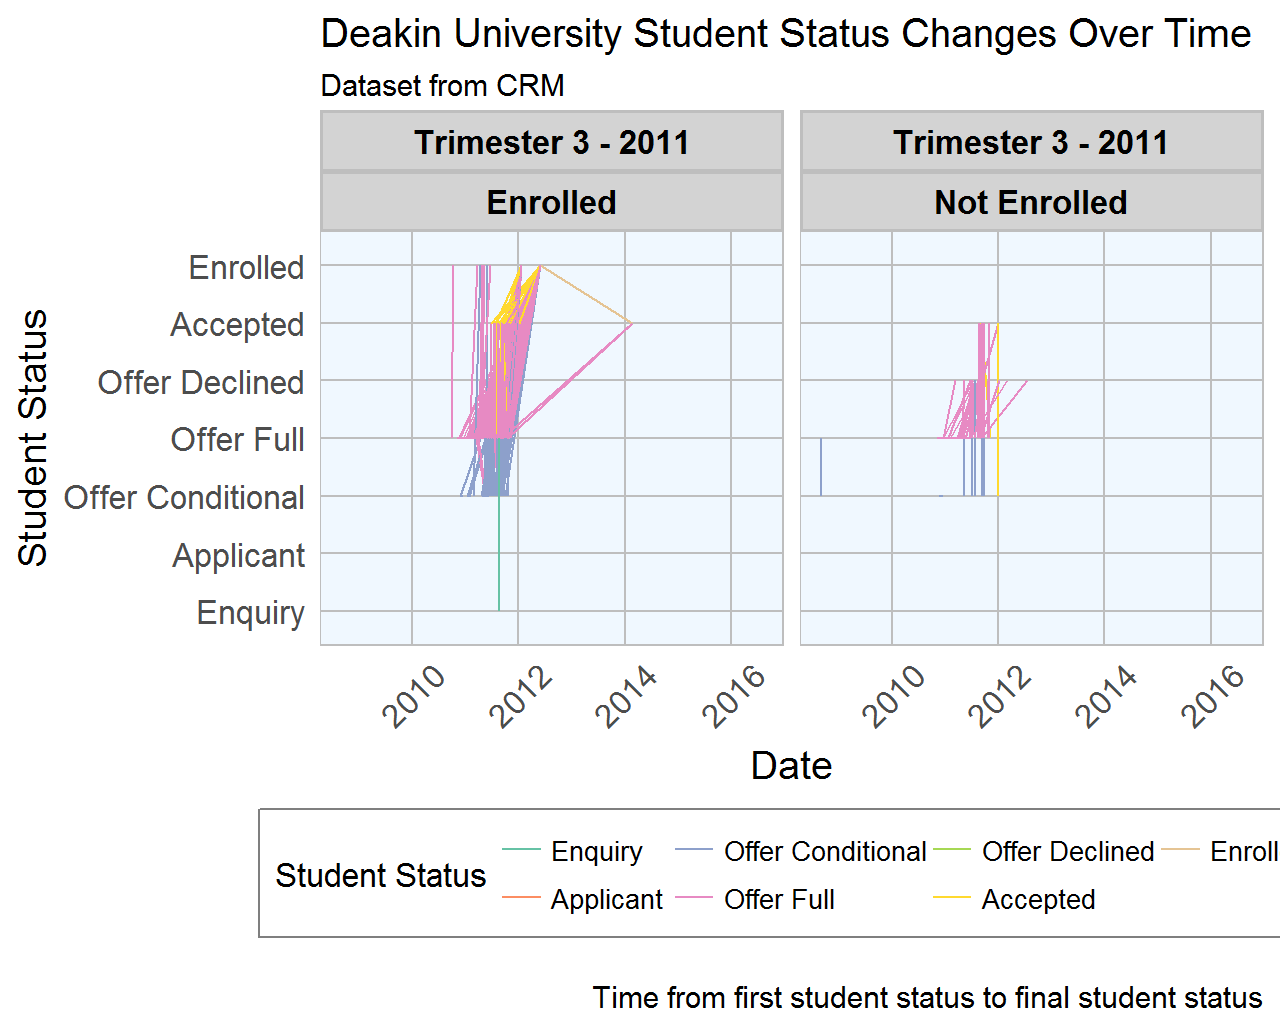 Deakin University Student Status Changes Over Time
Dataset from CRM
Trimester 3 - 2011
Trimester 3 - 2011
Enrolled
Not Enrolled
Student Status
Enrolled
Accepted
Offer Declined
Offer Full
Offer Conditional
Applicant
Enquiry
2010 2012 2014 2016
2010 2012 2014 2016
Date
Student Status
Enquiry Offer Conditional Offer Declined Enroll
Applicant Offer Full Accepted
Time from first student status to final student status